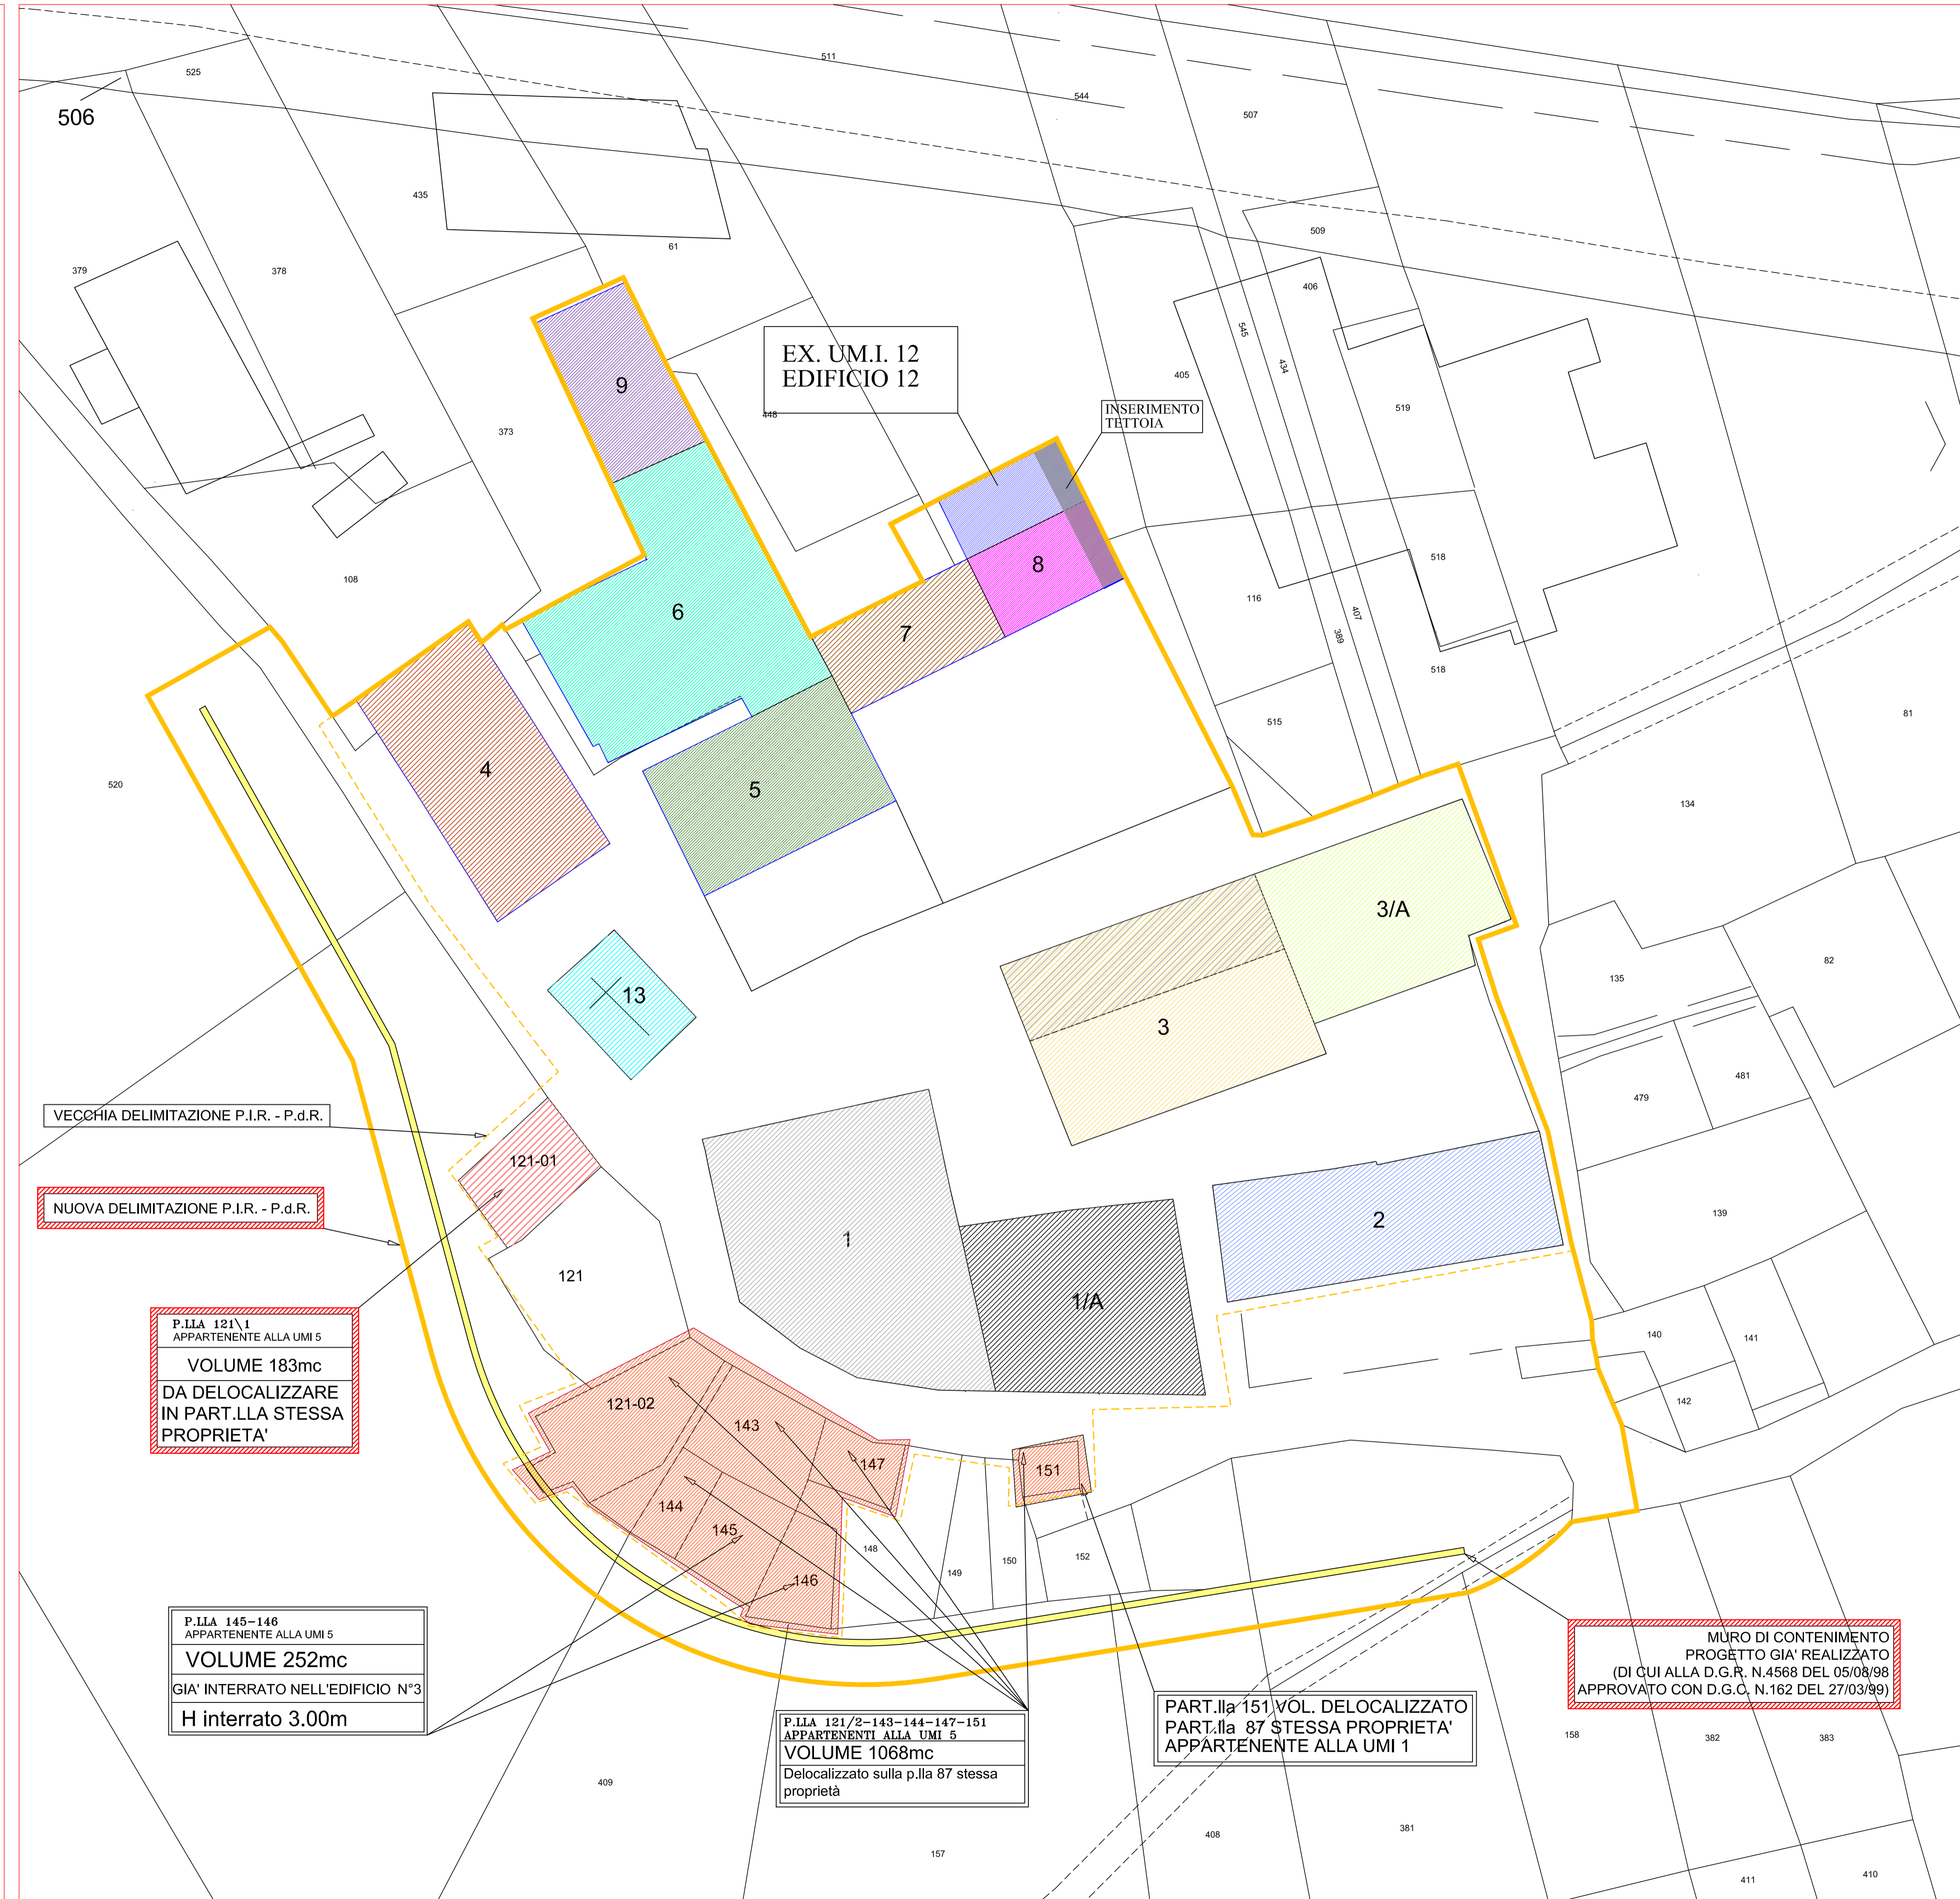 525
511
544
507
506
435
61
509
379
378
406
545
434
405
EX. UM.I. 12
EDIFICIO 12
448
INSERIMENTO
TETTOIA
519
373
9
108
6
7
8
116
518
407
389
518
515
81
520
4
5
134
3/A
82
135
13
3
481
479
VECCHIA DELIMITAZIONE P.I.R. - P.d.R.
121-01
NUOVA DELIMITAZIONE P.I.R. - P.d.R.
139
2
1
121
1/A
P.LLA 121\1
APPARTENENTE ALLA UMI 5
VOLUME 183mc
DA DELOCALIZZARE
IN PART.LLA STESSA
PROPRIETA'
140
141
142
121-02
143
147
151
144
145
146
148
149
150
152
P.LLA 145-146
APPARTENENTE ALLA UMI 5
VOLUME 252mc
GIA' INTERRATO NELL'EDIFICIO N°3
H interrato 3.00m
P.LLA 121/2-143-144-147-151
APPARTENENTI ALLA UMI 5
VOLUME 1068mc
Delocalizzato sulla p.lla 87 stessa
proprietà
PART.lla 151 VOL. DELOCALIZZATO
PART.lla 87 STESSA PROPRIETA'
APPARTENENTE ALLA UMI 1
MURO DI CONTENIMENTO
PROGETTO GIA' REALIZZATO
(DI CUI ALLA D.G.R. N.4568 DEL 05/08/98
APPROVATO CON D.G.C. N.162 DEL 27/03/99)
158
382
383
409
157
408
381
411
410